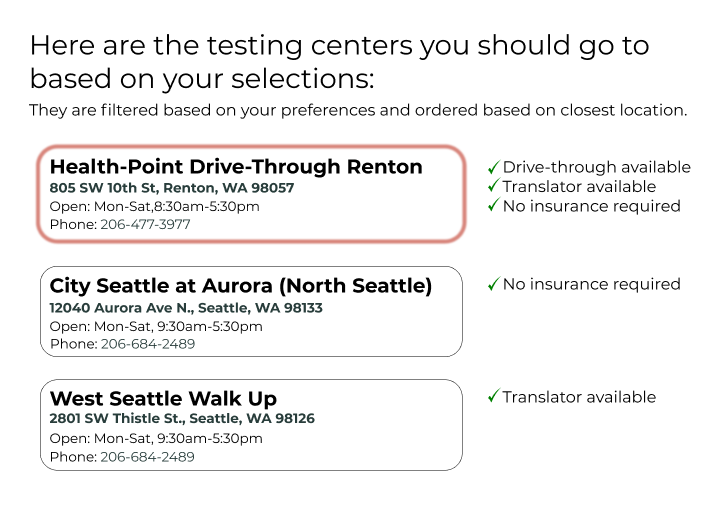 Here are the testing centers you should go to
based on your selections:
They are filtered based on your preferences and ordered based on closest location.
Health-Point Drive-Through Renton
805 SW 10th St, Renton, WA 98057
Open: Mon-Sat,8:30am-5:30pm
Phone: 206-477-3977
✓ Drive-through available
✓ Translator available
✓ No insurance required
City Seattle at Aurora (North Seattle)
12040 Aurora Ave N., Seattle, WA 98133
Open: Mon-Sat, 9:30am-5:30pm
Phone: 206-684-2489
✓ No insurance required
West Seattle Walk Up
2801 SW Thistle St., Seattle, WA 98126
Open: Mon-Sat, 9:30am-5:30pm
Phone: 206-684-2489
✓ Translator available